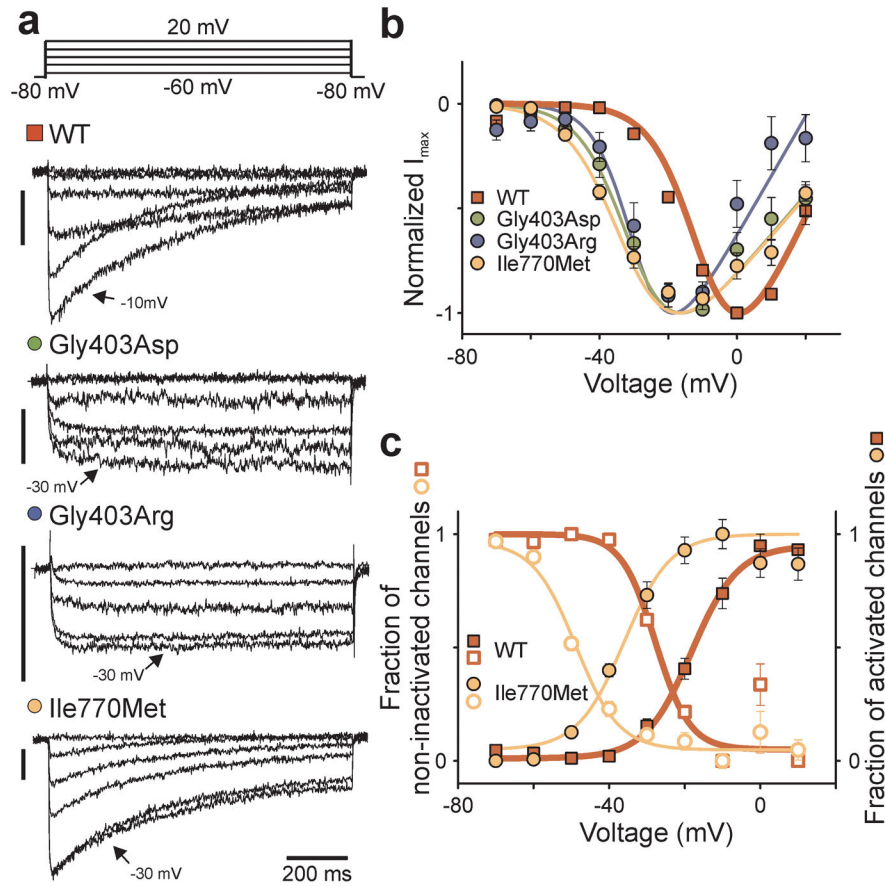 a
20 mV
-80 mV
-60 mV
-80 mV
WT
-10mV
Gly403Asp
-30 mV
Gly403Arg
-30 mV
Ile770Met
-30 mV
200 ms
b
0
-1
Normalized Imax
WT
Gly403Asp
Gly403Arg
Ile770Met
-80
-40
0
Voltage (mV)
c
Fraction of
non-inactivated channels
1
0
WT
Ile770Met
1
0
Fraction of activated channels
-80
-40
0
Voltage (mV)